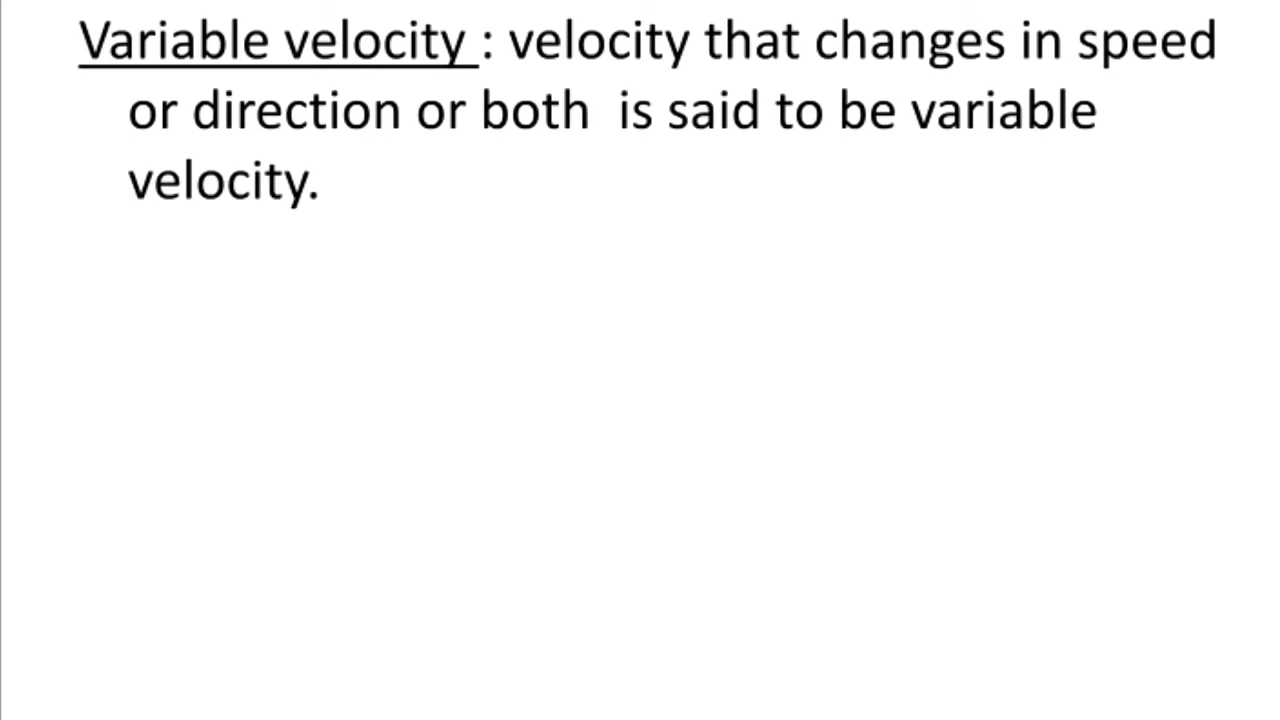 Variable velocity : velocity that changes in speed
or direction or both  is said to be variable
velocity.